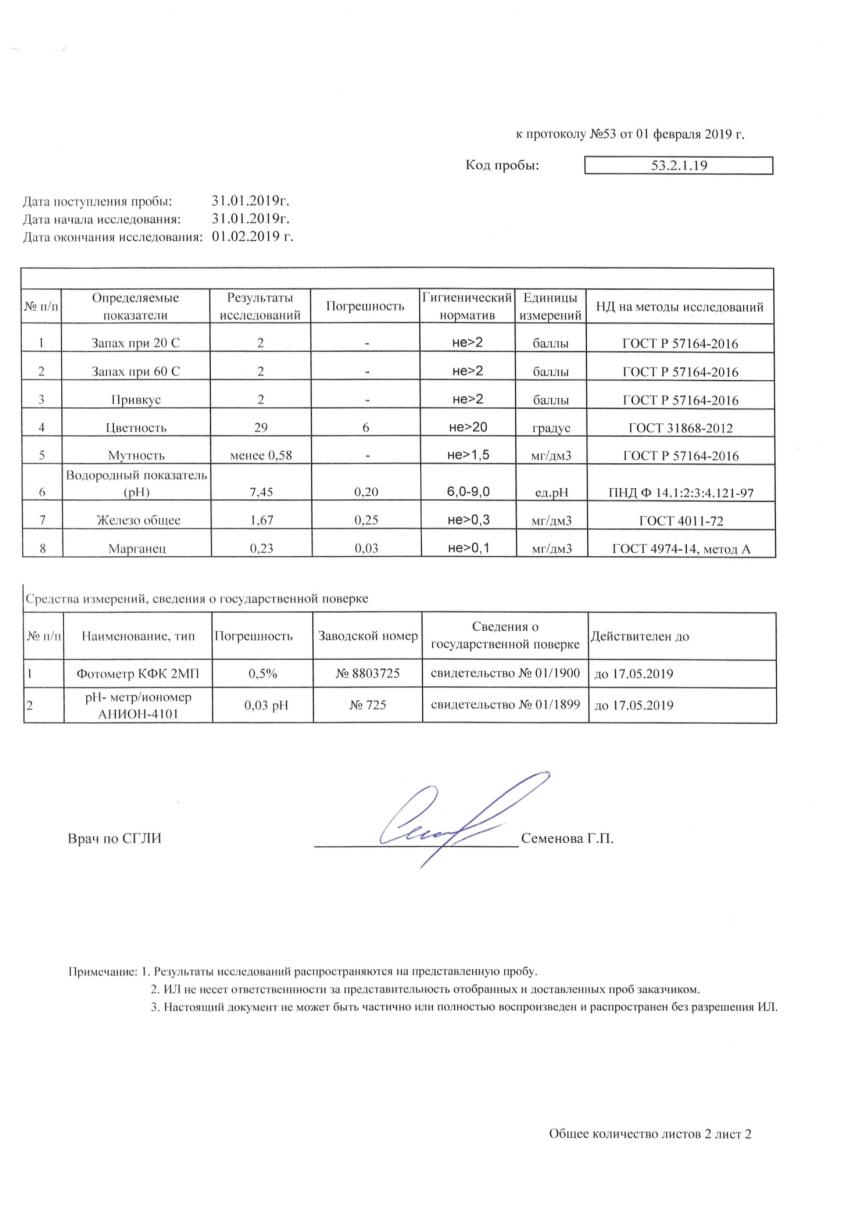 к протоколу №53 от 01 февраля 2019 г.
Код пробы: 53.2.1.19
Дата поступления пробы: 31.01.2019г.
Дата начала исследования: 31.01.2019г.
Дата окончания исследования: 01.02.2019 г.
№ п/п Определяемые показатели Результаты исследований Погрешность Гигиенический норматив Единицы измерений НД на методы исследований
1 Запах при 20 С 2 - не>2 баллы ГОСТ Р 57164-2016
2 Запах при 60 С 2 - не>2 баллы ГОСТ Р 57164-2016
3 Привкус 2 - не>2 баллы ГОСТ Р 57164-2016
4 Цветность 29 6 не>20 градус ГОСТ 31868-2012
5 Мутность менее 0,58 - не>1,5 мг/дм3 ГОСТ Р 57164-2016
6 Водородный показатель (рН) 7,45 0,20 6,0-9,0 ед.рН ПНД Ф 14.1:2:3:4.121-97
7 Железо общее 1,67 0,25 не>0,3 мг/дм3 ГОСТ 4011-72
8 Марганец 0,23 0,03 не>0,1 мг/дм3 ГОСТ 4974-14, метод А
Средства измерений, сведения о государственной поверке
№ п/п Наименование, тип Погрешность Заводской номер Сведения о государственной поверке Действителен до
1 Фотометр КФК 2МП 0,5% № 8803725 свидетельство № 01/1900 до 17.05.2019
2 рН- метр/иономер АНИОН-4101 0,03 рН № 725 свидетельство № 01/1899 до 17.05.2019
Врач по СГЛИ Семенова Г.П.
Примечание: 1. Результаты исследований распространяются на представленную пробу.
2. ИЛ не несет ответственнности за представительность отобранных и доставленных проб заказчиком.
3. Настоящий документ не может быть частично или полностью воспроизведен и распространен без разрешения ИЛ.
Общее количество листов 2 лист 2